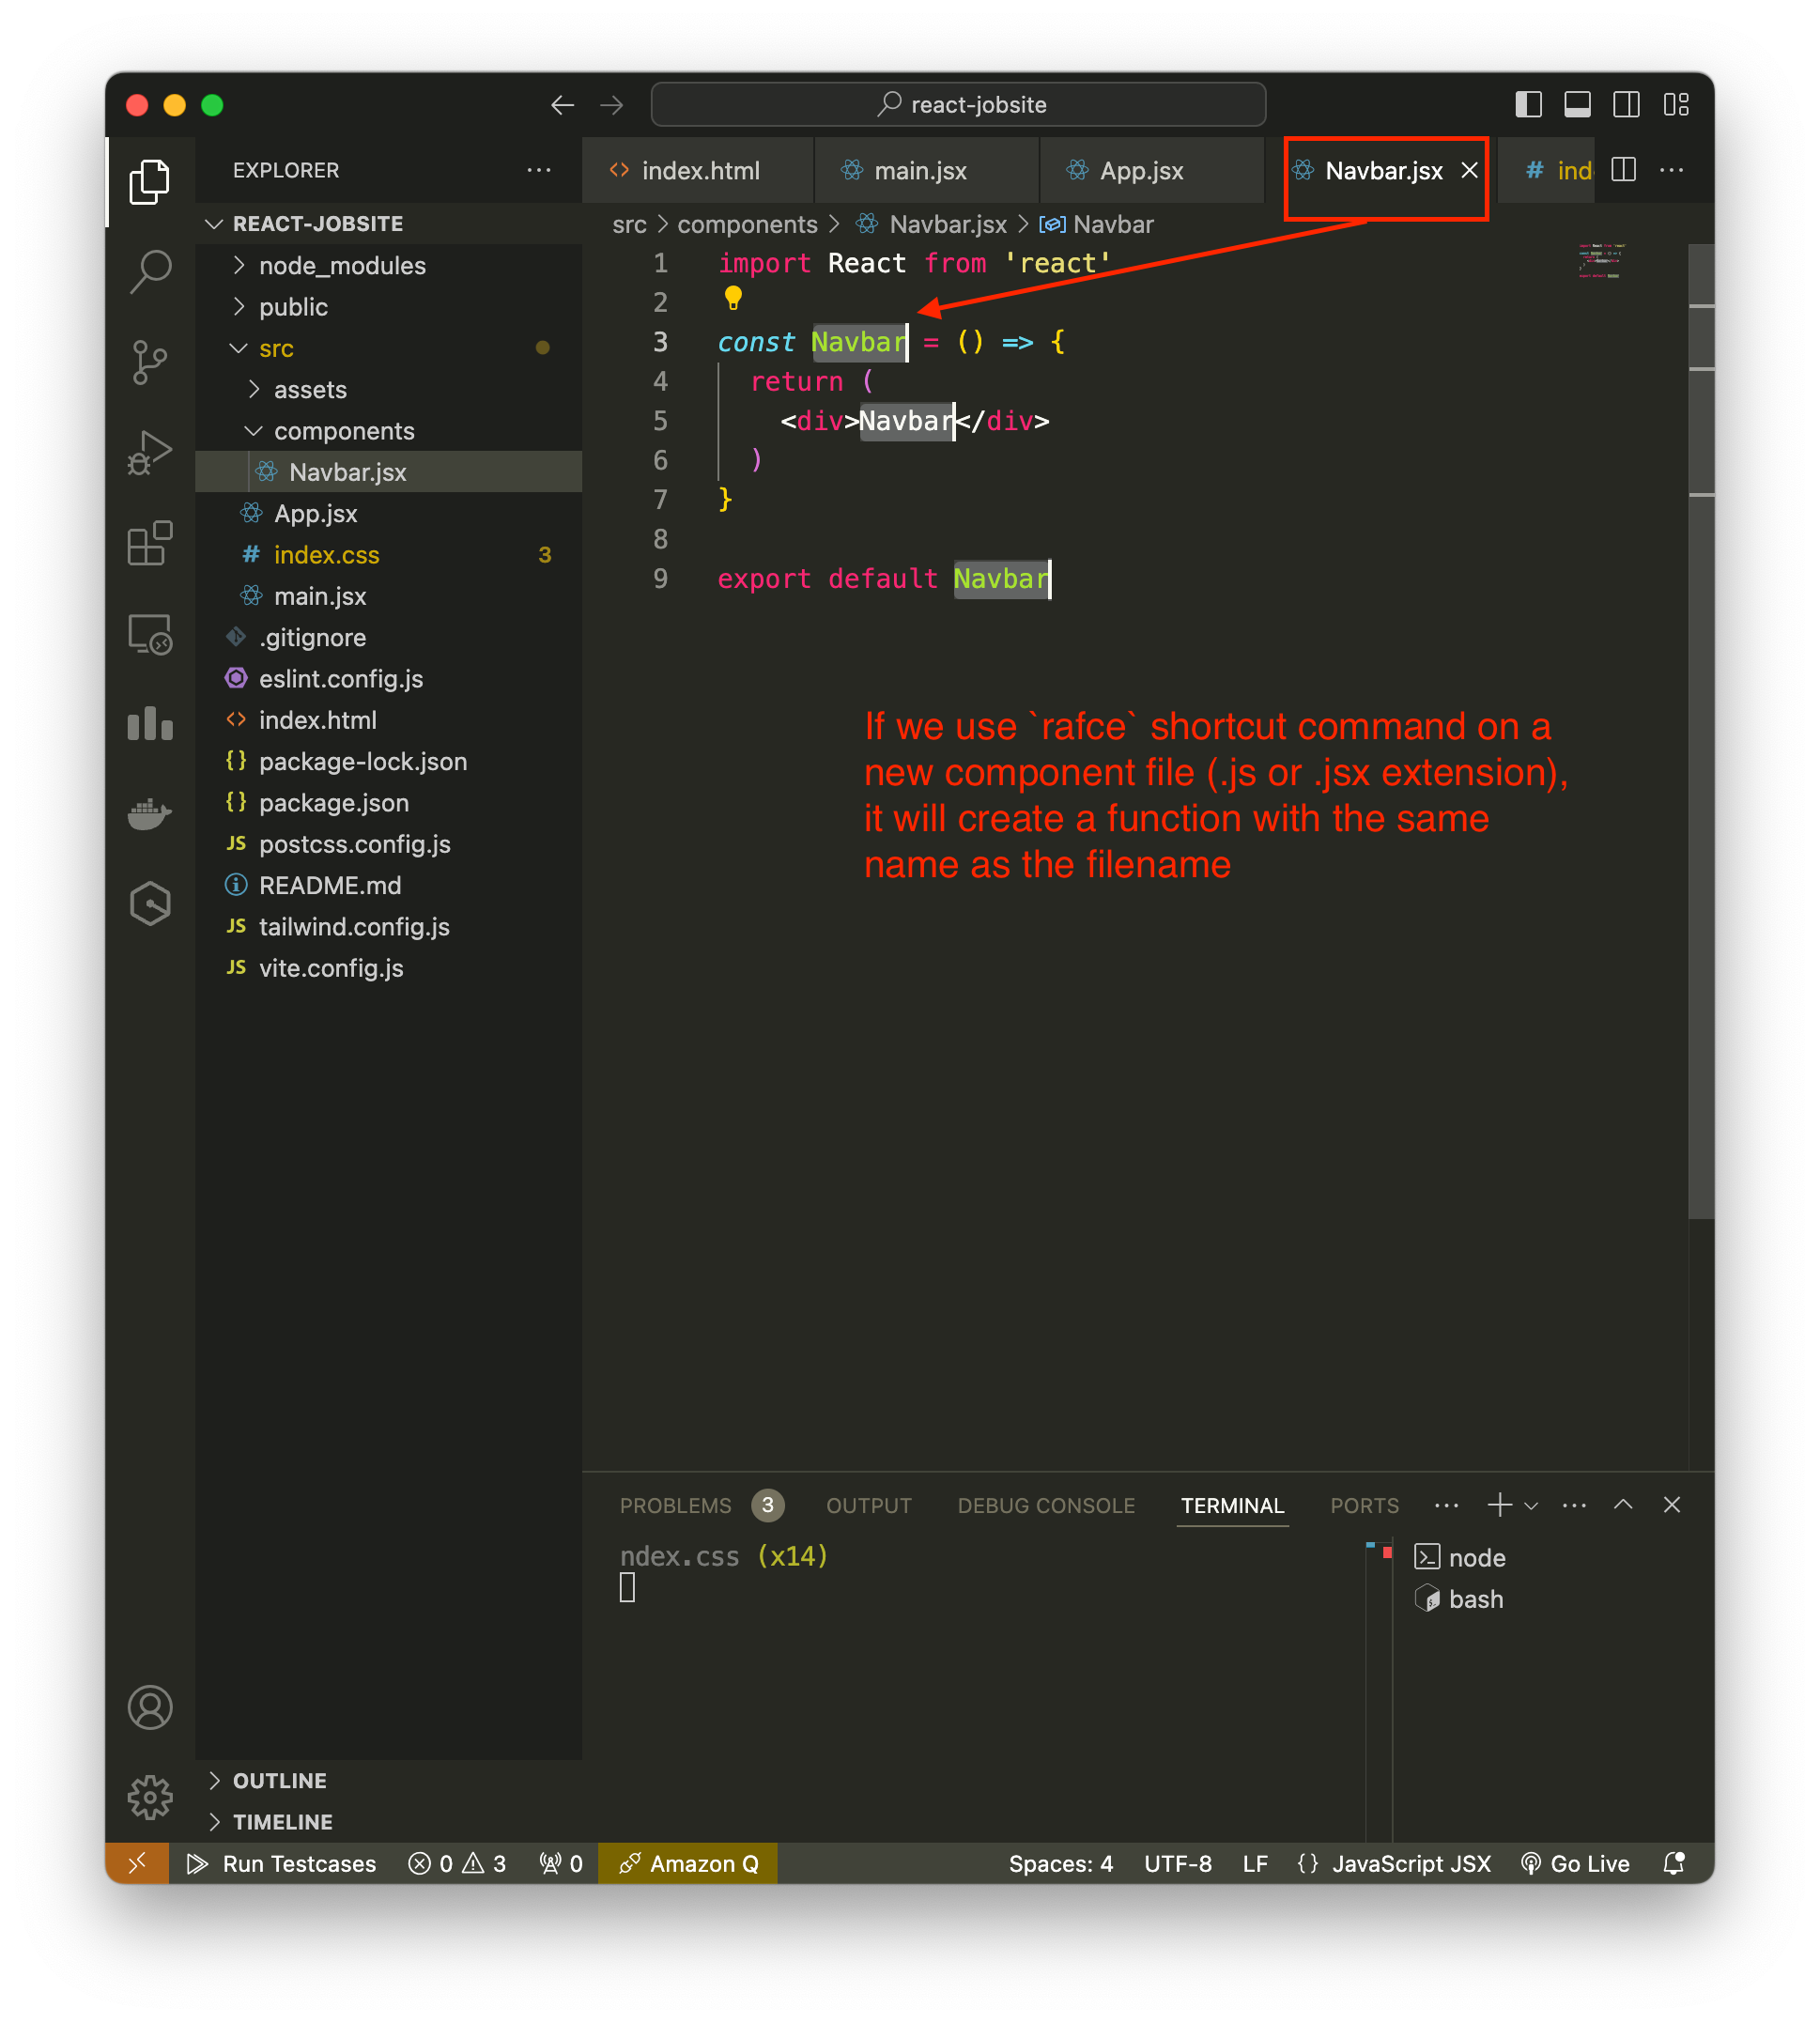 react-jobsite
EXPLORER
REACT-JOBSITE
node_modules
public
src
assets
components
Navbar.jsx
App.jsx
index.css 3
main.jsx
.gitignore
eslint.config.js
index.html
package-lock.json
package.json
postcss.config.js
README.md
tailwind.config.js
vite.config.js
OUTLINE
TIMELINE
index.html main.jsx App.jsx Navbar.jsx ind
src > components > Navbar.jsx > Navbar
1 import React from 'react'
2
3 const Navbar = () => {
4 return (
5 <div>Navbar</div>
6 )
7 }
8
9 export default Navbar
If we use `rafce` shortcut command on a
new component file (.js or .jsx extension),
it will create a function with the same
name as the filename
PROBLEMS 3 OUTPUT DEBUG CONSOLE TERMINAL PORTS
ndex.css (x14)
node
bash
Run Testcases 0 3 0 Amazon Q Spaces: 4 UTF-8 LF {} JavaScript JSX Go Live